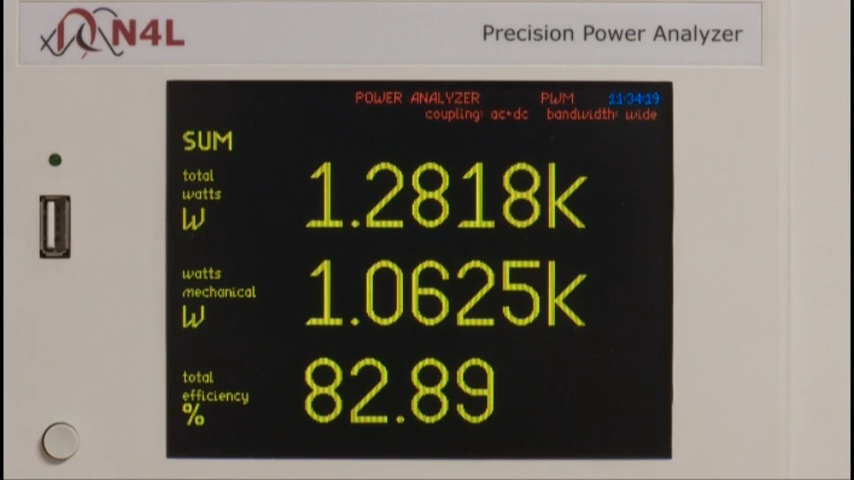 N4L
Precision Power Analyzer
POWER ANALYZER PWM 11:34:19
coupling: ac+dc bandwidth: wide
SUM
total
watts
W
1.2818k
watts
mechanical
W
1.0625k
total
efficiency
%
82.89